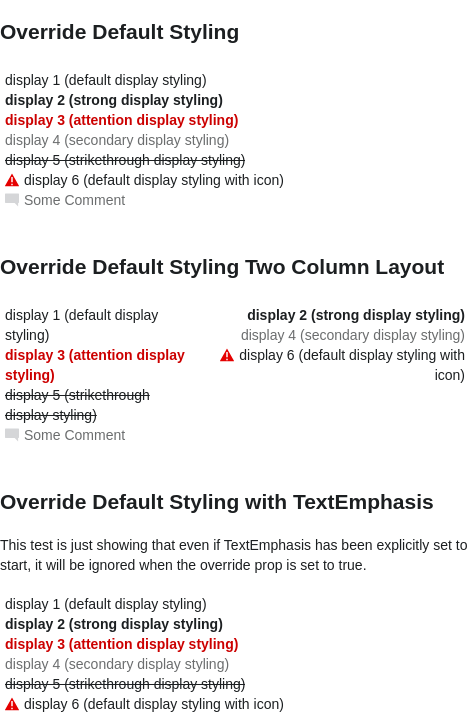 Override Default Styling
display 1 (default display styling)
display 2 (strong display styling)
display 3 (attention display styling)
display 4 (secondary display styling)
display 5 (strikethrough display styling)
display 6 (default display styling with icon)
Some Comment
Override Default Styling Two Column Layout
display 1 (default display
styling)
display 3 (attention display
styling)
display 5 (strikethrough
display styling)
Some Comment
display 2 (strong display styling)
display 4 (secondary display styling)
display 6 (default display styling with
icon)
Override Default Styling with TextEmphasis
This test is just showing that even if TextEmphasis has been explicitly set to
start, it will be ignored when the override prop is set to true.
display 1 (default display styling)
display 2 (strong display styling)
display 3 (attention display styling)
display 4 (secondary display styling)
display 5 (strikethrough display styling)
display 6 (default display styling with icon)